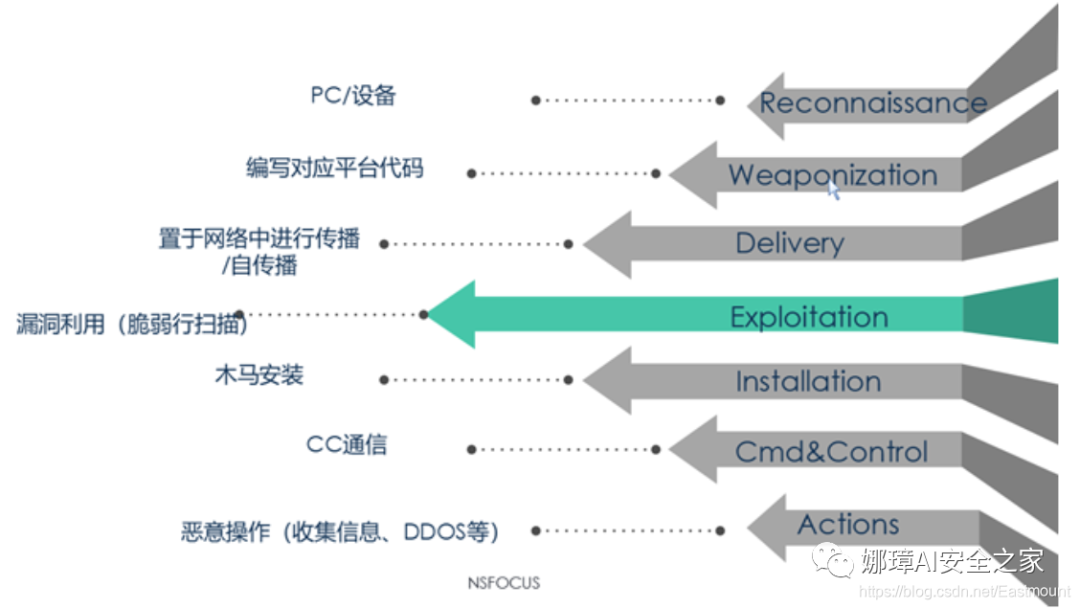 PC/设备
Reconnaissance
编写对应平台代码
Weaponization
置于网络中进行传播
/自传播
Delivery
漏洞利用（脆弱行扫描）
Exploitation
木马安装
Installation
CC通信
Cmd&Control
恶意操作（收集信息、DDOS等）
Actions
娜璋AI安全之家
NSFOCUS
https://blog.csdn.net/Eastmount